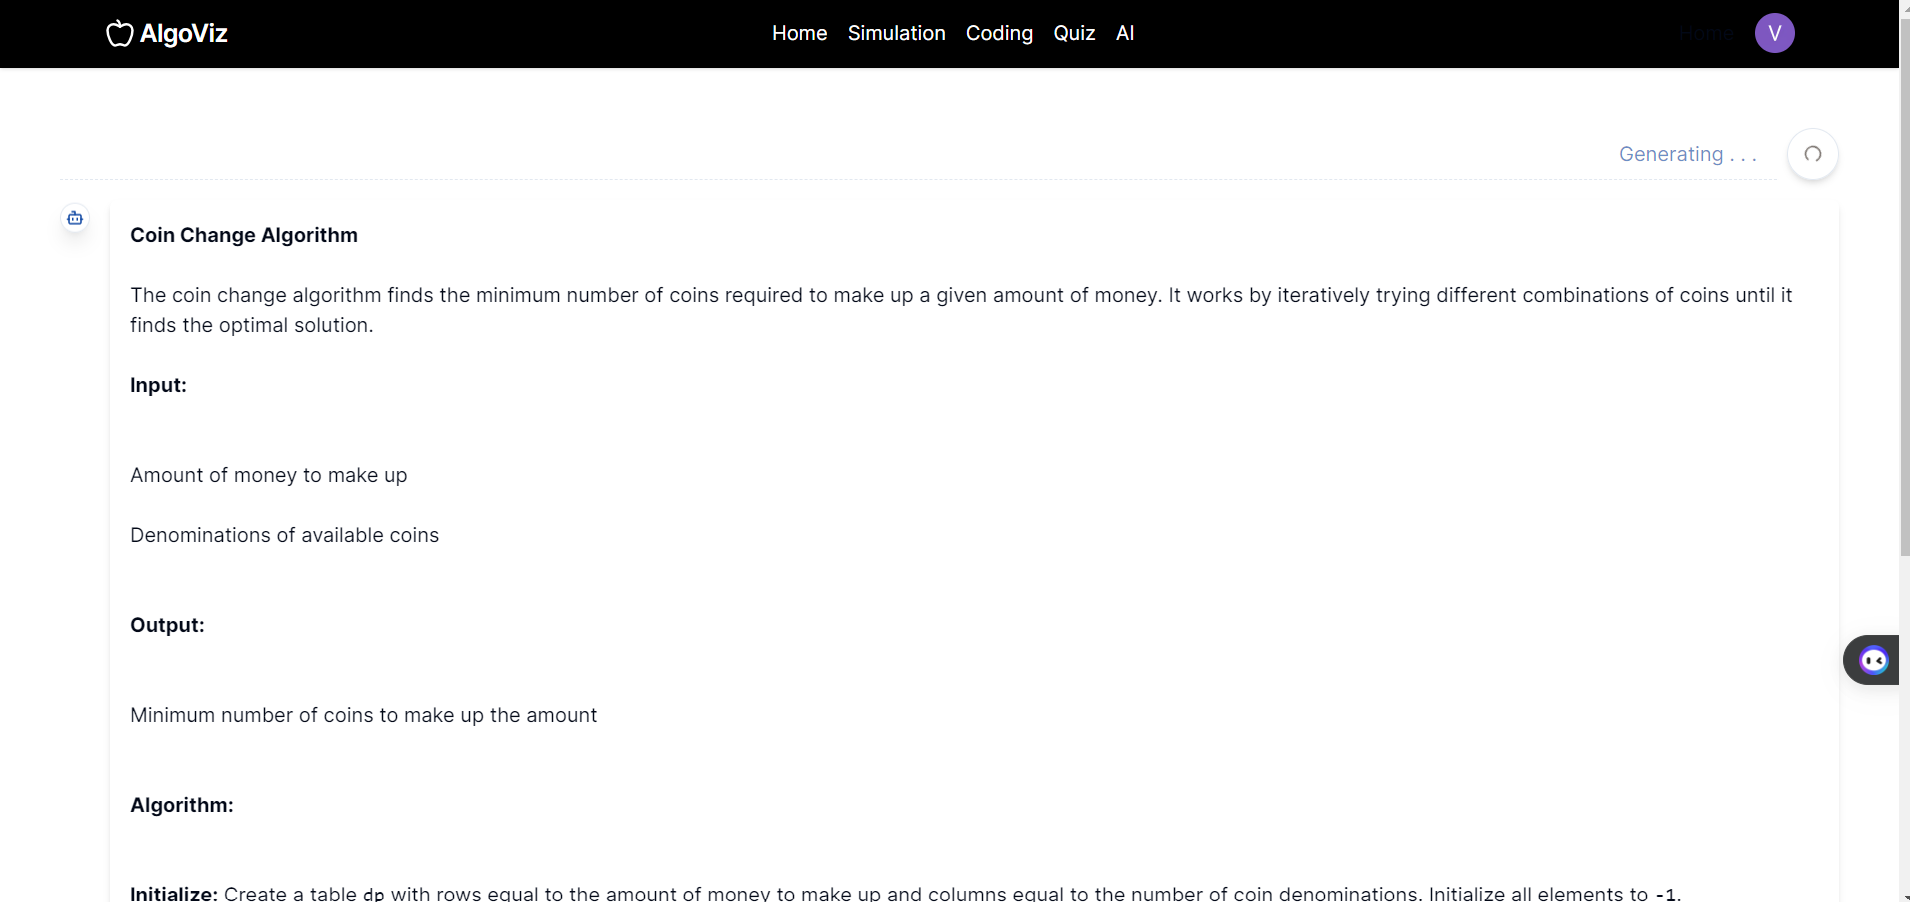 AlgoViz
Home Simulation Coding Quiz AI
Home
V
Generating . . .
Coin Change Algorithm
The coin change algorithm finds the minimum number of coins required to make up a given amount of money. It works by iteratively trying different combinations of coins until it
finds the optimal solution.
Input:
Amount of money to make up
Denominations of available coins
Output:
Minimum number of coins to make up the amount
Algorithm:
Initialize: Create a table dp with rows equal to the amount of money to make up and columns equal to the number of coin denominations. Initialize all elements to -1.